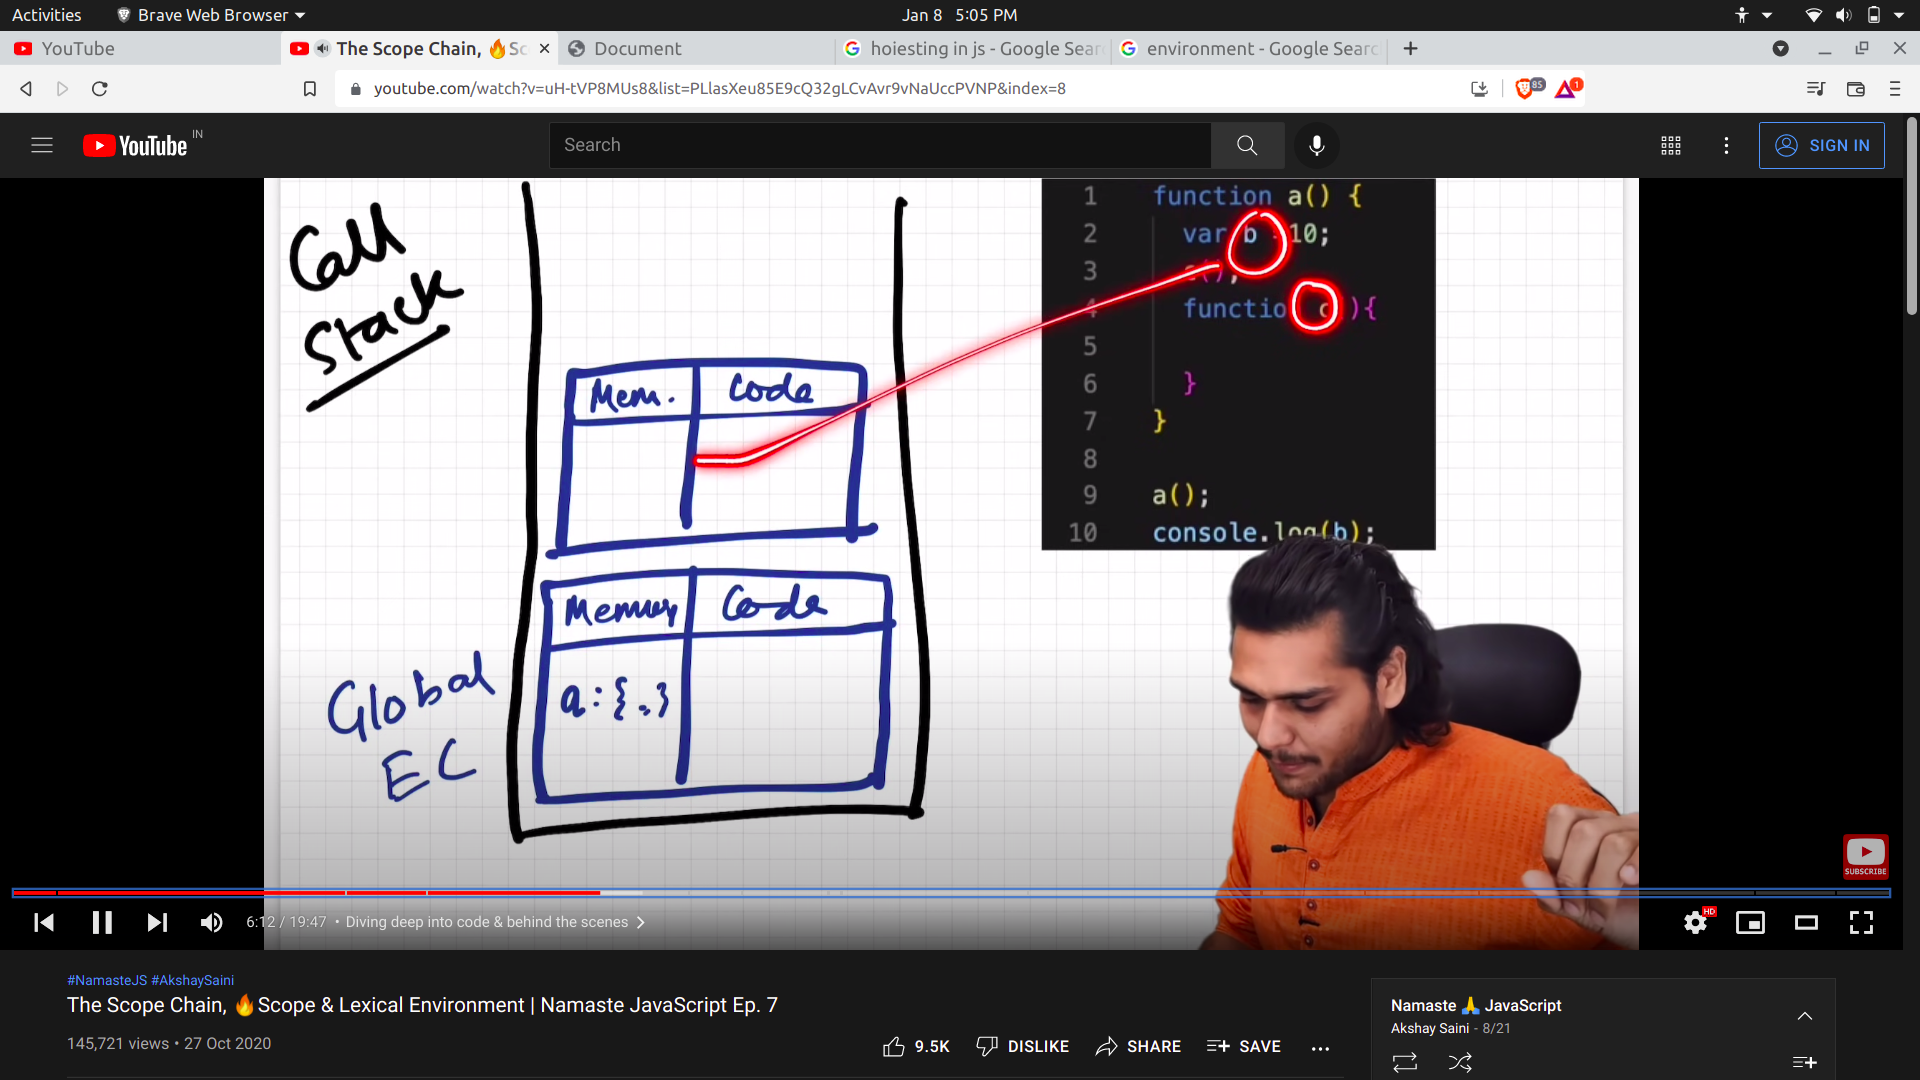 Activities
Brave Web Browser
Jan 8 5:05 PM
YouTube
The Scope Chain, 🔥Sc
Document
hoiesting in js - Google Sear
environment - Google Searc
youtube.com/watch?v=uH-tVP8MUs8&list=PLlasXeu85E9cQ32gLCvAvr9vNaUccPVNP&index=8
85
1
YouTube IN
Search
SIGN IN
Call
Stack
Mem. Code
Memory Code
a:{.}
Global
EC
1 function a() {
2 var b 10;
3 c();
4 functio c ){
5
6 }
7 }
8
9 a();
10 console.log(b);
SUBSCRIBE
6:12 / 19:47 • Diving deep into code & behind the scenes
HD
#NamasteJS #AkshaySaini
The Scope Chain, 🔥Scope & Lexical Environment | Namaste JavaScript Ep. 7
145,721 views • 27 Oct 2020
9.5K
DISLIKE
SHARE
SAVE
Namaste 🙏 JavaScript
Akshay Saini - 8/21